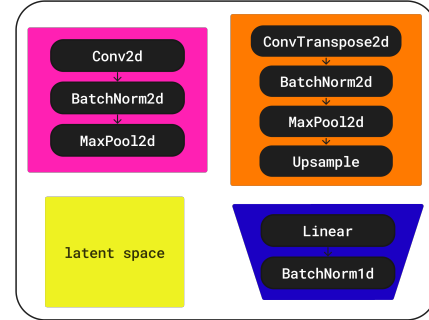 Conv2d
BatchNorm2d
MaxPool2d
ConvTranspose2d
BatchNorm2d
MaxPool2d
Upsample
latent space
Linear
BatchNorm1d